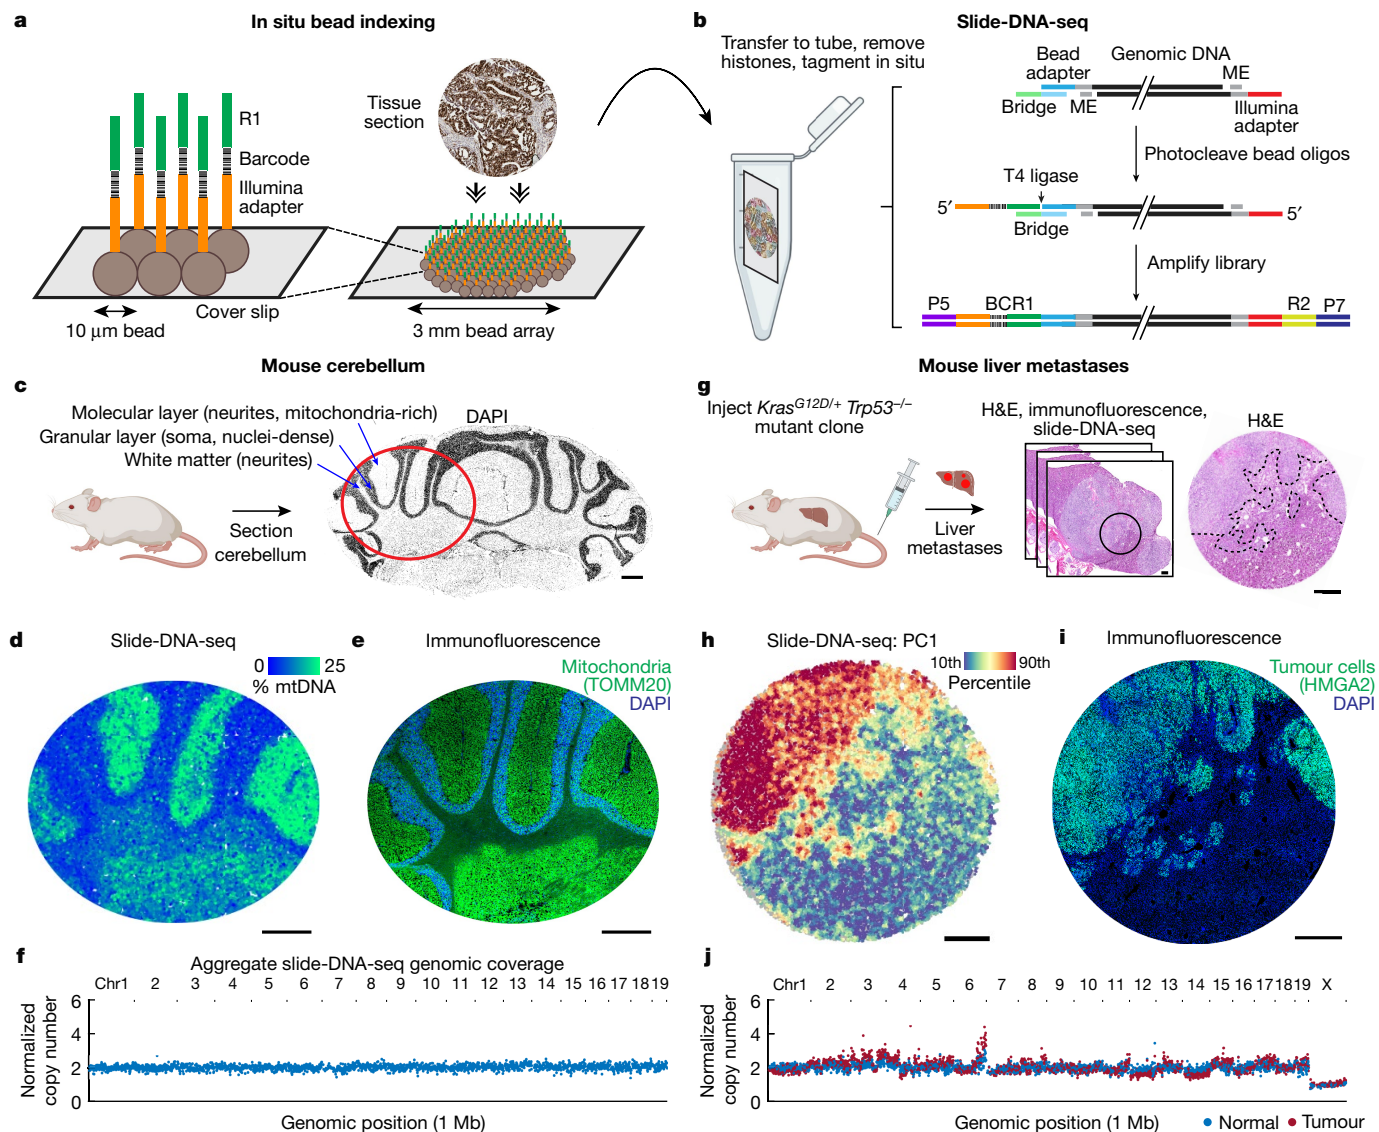 a
In situ bead indexing
R1
Barcode
Illumina
adapter
Tissue
section
Cover slip
10 μm bead
3 mm bead array
b
Slide-DNA-seq
Transfer to tube, remove
histones, tagment in situ
Bead
adapter
Genomic DNA
ME
Bridge
ME
Illumina
adapter
Photocleave bead oligos
T4 ligase
5′
5′
Bridge
Amplify library
P5
BC
R1
R2
P7
Mouse cerebellum
c
Molecular layer (neurites, mitochondria-rich)
Granular layer (soma, nuclei-dense)
White matter (neurites)
DAPI
Section
cerebellum
Mouse liver metastases
g
Inject Kras^G12D/+ Trp53^–/–
mutant clone
Liver
metastases
H&E, immunofluorescence,
slide-DNA-seq
H&E
d
Slide-DNA-seq
0 25
% mtDNA
e
Immunofluorescence
Mitochondria
(TOMM20)
DAPI
h
Slide-DNA-seq: PC1
10th 90th
Percentile
i
Immunofluorescence
Tumour cells
(HMGA2)
DAPI
f
Aggregate slide-DNA-seq genomic coverage
Chr1 2 3 4 5 6 7 8 9 10 11 12 13 14 15 16 17 18 19
Normalized
copy number
6
4
2
0
Genomic position (1 Mb)
j
Chr1 2 3 4 5 6 7 8 9 10 11 12 13 14 15 16 17 18 19 X
Normalized
copy number
6
4
2
0
Genomic position (1 Mb)
Normal
Tumour